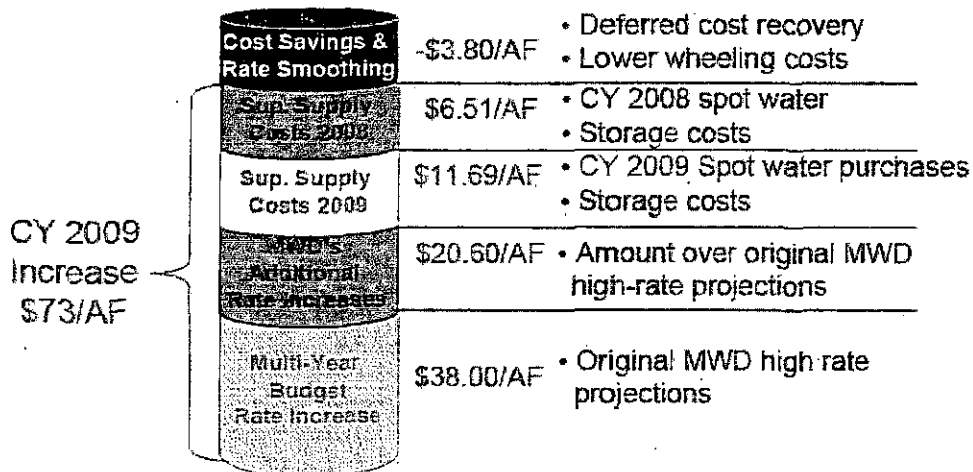 Cost Savings &
Rate Smoothing
-$3.80/AF
• Deferred cost recovery
• Lower wheeling costs
Sup. Supply
Costs 2008
$6.51/AF
• CY 2008 spot water
• Storage costs
Sup. Supply
Costs 2009
$11.69/AF
• CY 2009 Spot water purchases
• Storage costs
CY 2009
Increase
$73/AF
MWD's
Additional
Rate Increases
$20.60/AF
• Amount over original MWD
high-rate projections
Multi-Year
Budget
Rate Increase
$38.00/AF
• Original MWD high rate
projections